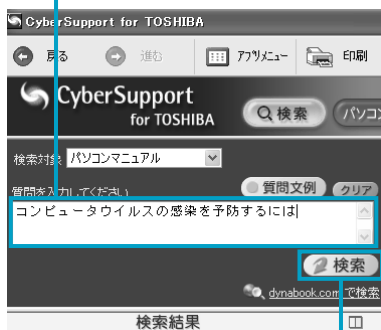 CyberSupport for TOSHIBA
戻る 進む アプリメニュー 印刷
CyberSupport
for TOSHIBA
検索 パソコ
検索対象 パソコンマニュアル
質問を入力してください 質問文例 クリア
コンピュータウイルスの感染を予防するには
2 検索
dynabook.com で検索
検索結果